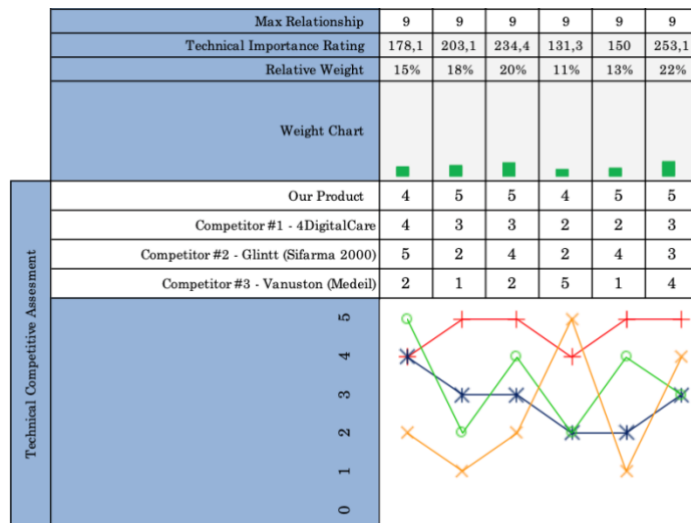 Max Relationship 9 9 9 9 9 9
Technical Importance Rating 178,1 203,1 234,4 131,3 150 253,1
Relative Weight 15% 18% 20% 11% 13% 22%
Weight Chart
Our Product 4 5 5 4 5 5
Competitor #1 - 4DigitalCare 4 3 3 2 2 3
Competitor #2 - Glintt (Sifarma 2000) 5 2 4 2 4 3
Competitor #3 - Vanuston (Medeil) 2 1 2 5 1 4
Technical Competitive Assesment
5
4
3
2
1
0